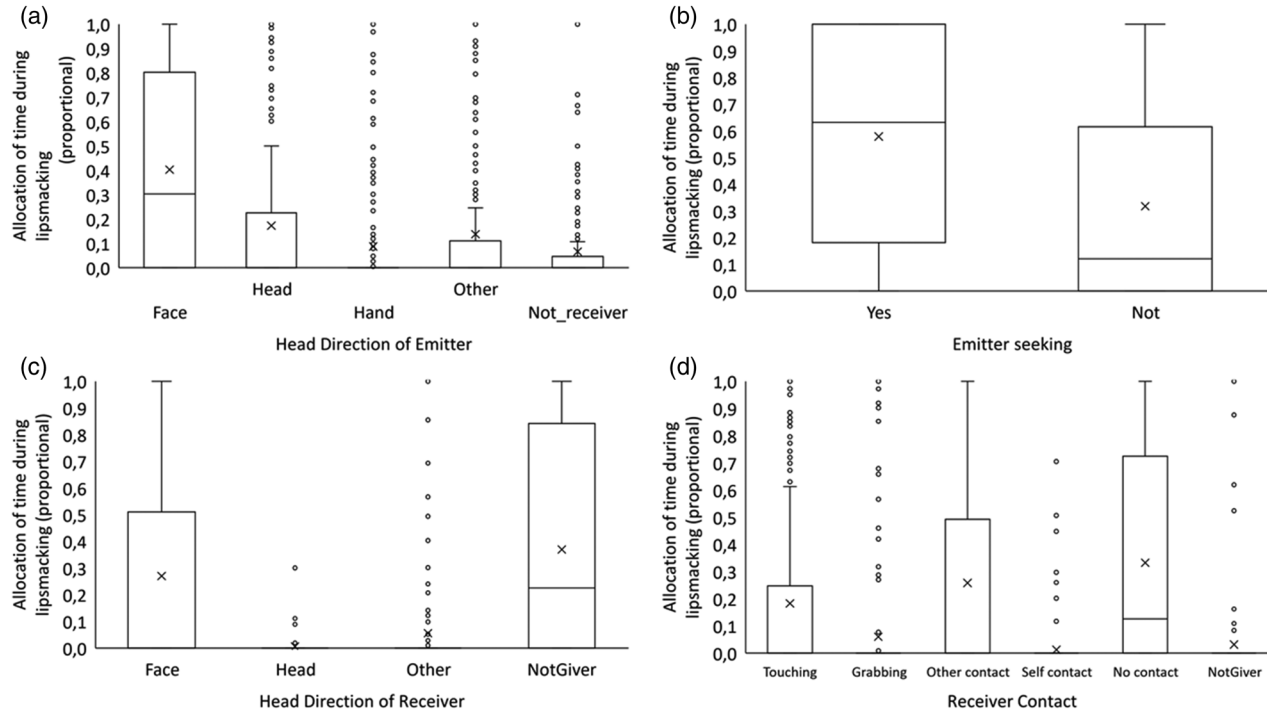 (a)
Allocation of time during
lipsmacking
(proportional)
1,0
0,9
0,8
0,7
0,6
0,5
0,4
0,3
0,2
0,1
0,0
Head Other
Face Hand Not_receiver
Head Direction of Emitter
(b)
Allocation of time during
lipsmacking (proportional)
1,0
0,9
0,8
0,7
0,6
0,5
0,4
0,3
0,2
0,1
0,0
Yes Not
Emitter seeking
(c)
Allocation of time during
lipsmacking (proportional)
1,0
0,9
0,8
0,7
0,6
0,5
0,4
0,3
0,2
0,1
0,0
Face Head Other NotGiver
Head Direction of Receiver
(d)
Allocation of time during
lipsmacking (proportional)
1,0
0,9
0,8
0,7
0,6
0,5
0,4
0,3
0,2
0,1
0,0
Touching Grabbing Other contact Self contact No contact NotGiver
Receiver Contact